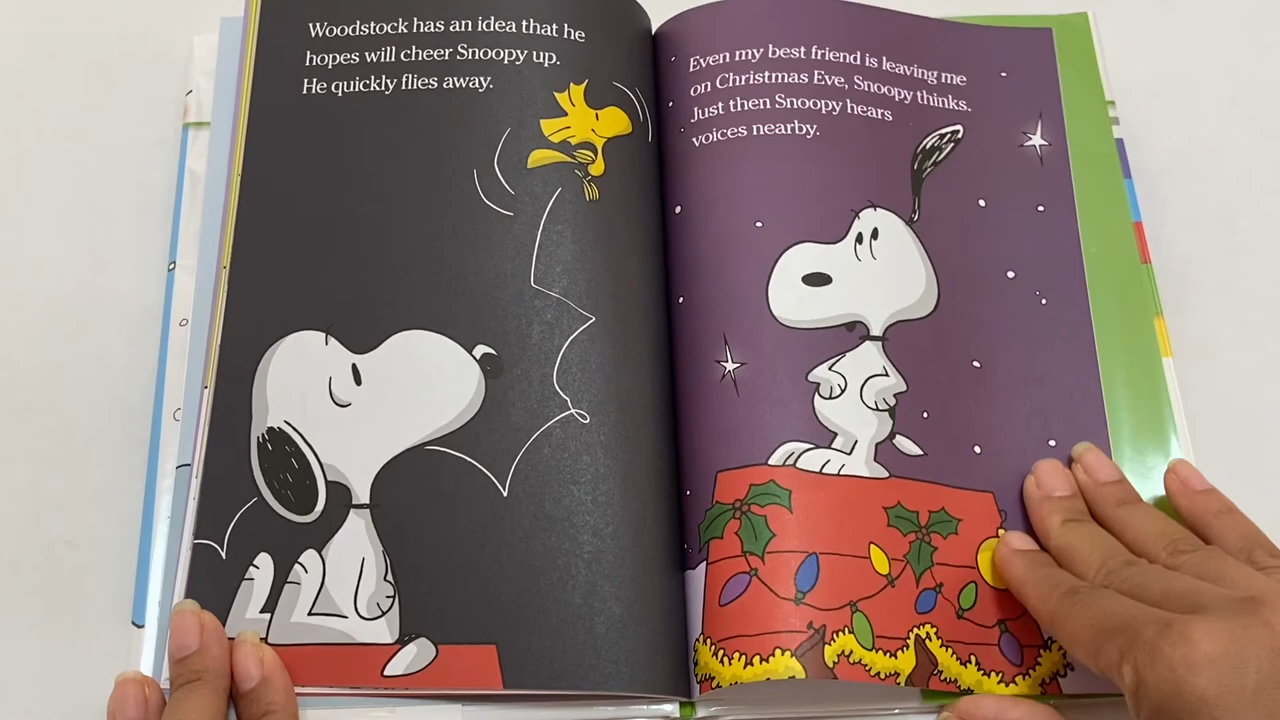 Woodstock has an idea that he
hopes will cheer Snoopy up.
He quickly flies away.
Even my best friend is leaving me
on Christmas Eve, Snoopy thinks.
Just then Snoopy hears
voices nearby.